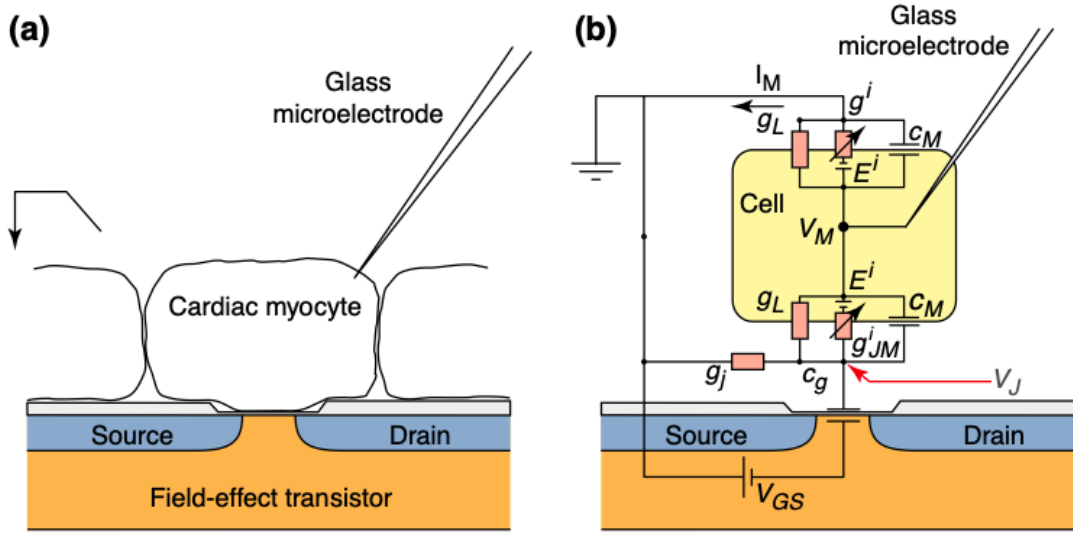 (a)
Glass
microelectrode
Cardiac myocyte
Source
Drain
Field-effect transistor
(b)
Glass
microelectrode
I_M
g^i
g_L
c_M
E^i
Cell
V_M
E^i
g_L
c_M
g^i_JM
g_j
c_g
V_J
Source
Drain
V_GS